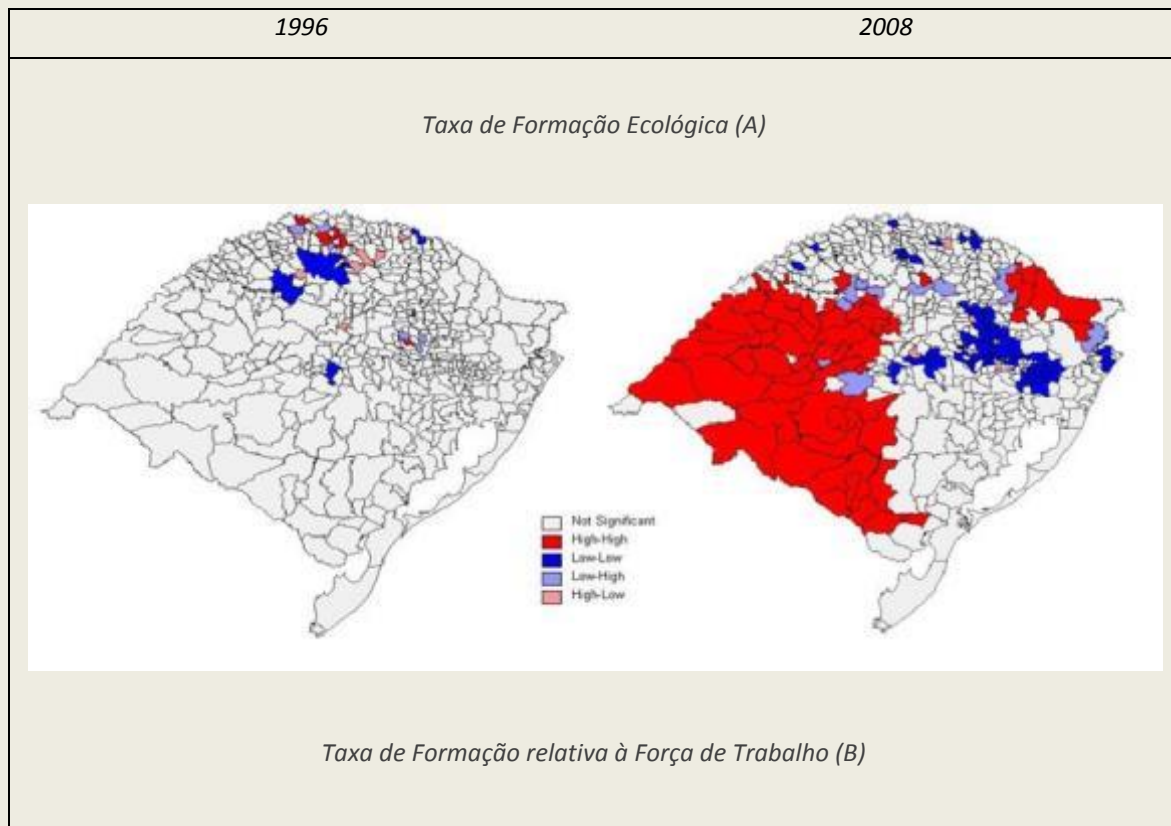 1996
2008
Taxa de Formação Ecológica (A)
Not Significant
High-High
Low-Low
Low-High
High-Low
Taxa de Formação relativa à Força de Trabalho (B)